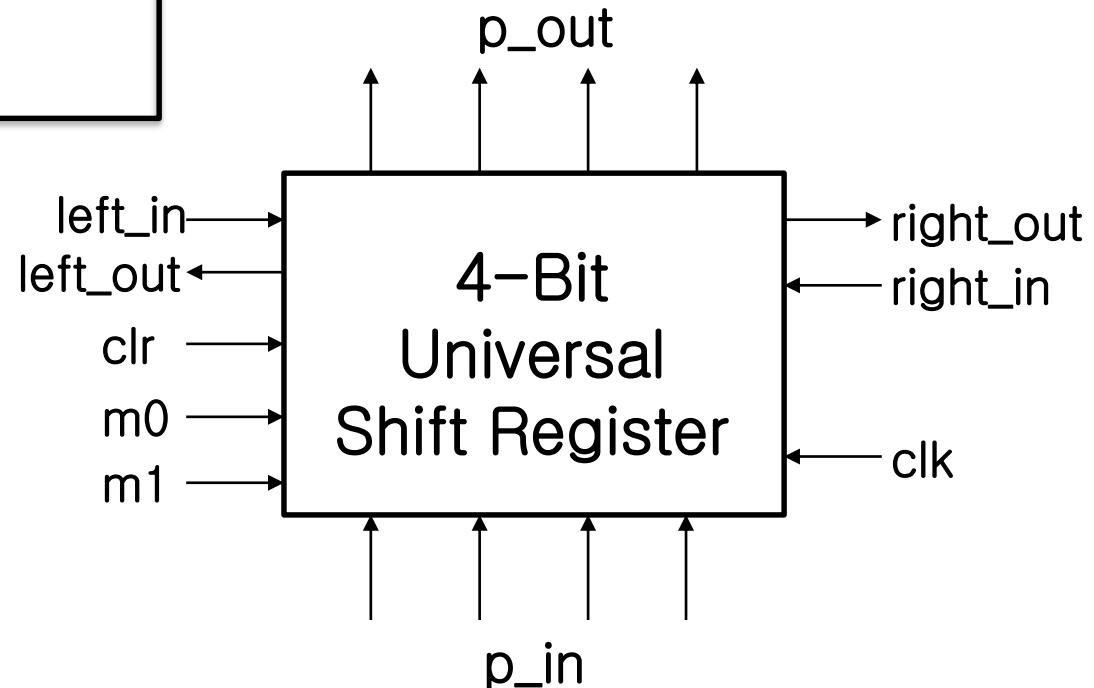 p_out
left_in
left_out
clr
m0
m1
4-Bit
Universal
Shift Register
right_out
right_in
clk
p_in